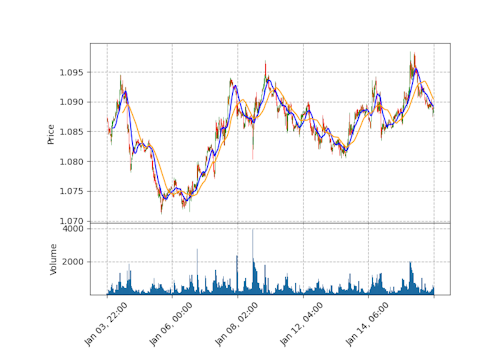 1.095
1.090
1.085
1.080
1.075
1.070
Price
4000
2000
Volume
Jan 03, 22:00
Jan 06, 00:00
Jan 08, 02:00
Jan 12, 04:00
Jan 14, 06:00